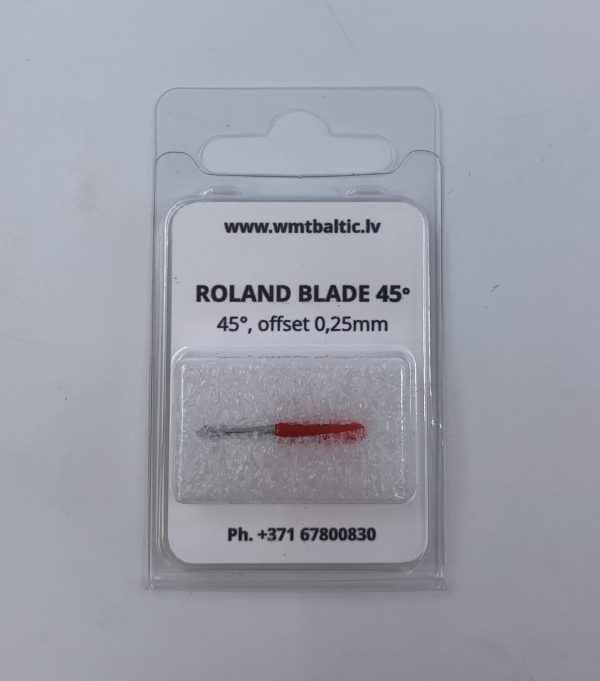 www.wmtbaltic.lv
ROLAND BLADE 45°
45°, offset 0,25mm
Ph. +371 67800830